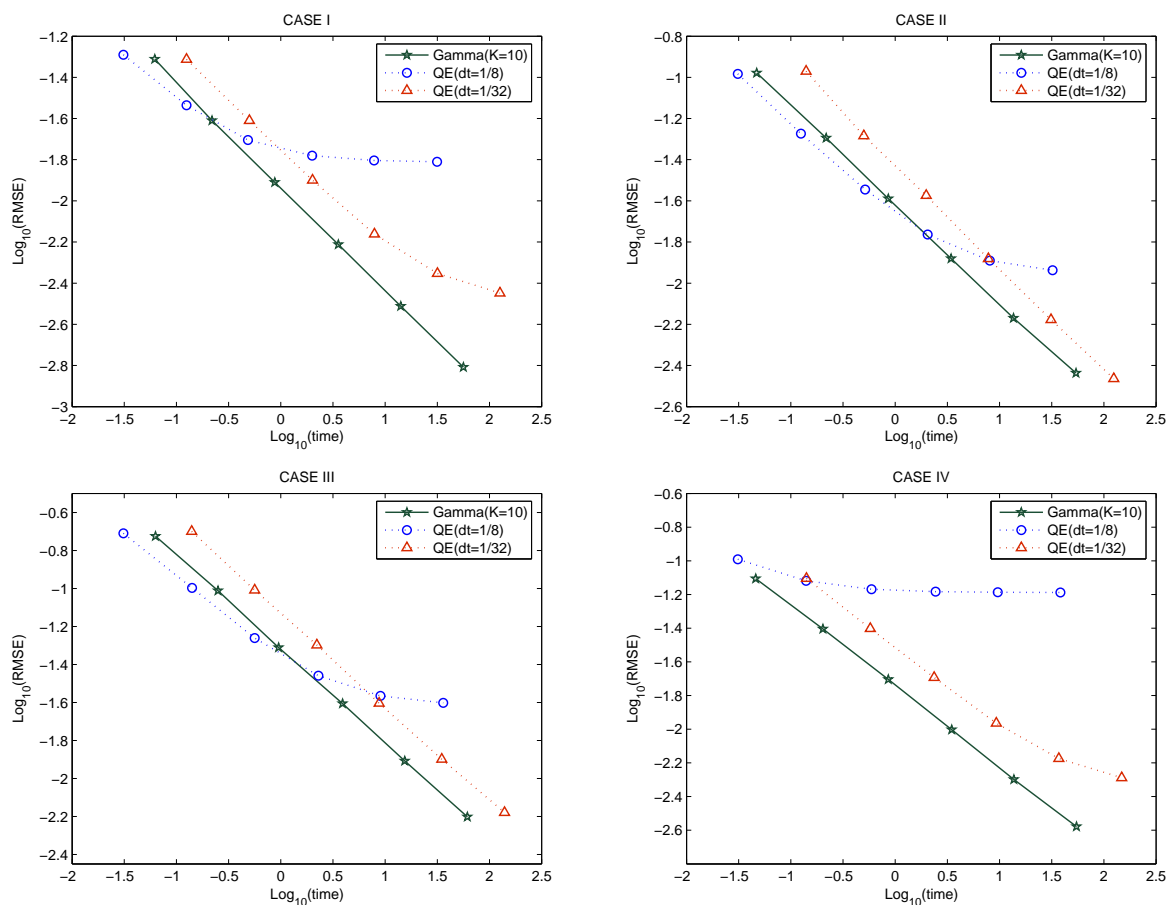 CASE I
−1.2
−1.4
−1.6
−1.8
−2
−2.2
−2.4
−2.6
−2.8
−3
Log10(RMSE)
Gamma(K=10)
QE(dt=1/8)
QE(dt=1/32)
−2 −1.5 −1 −0.5 0 0.5 1 1.5 2 2.5
Log10(time)
CASE II
−0.8
−1
−1.2
−1.4
−1.6
−1.8
−2
−2.2
−2.4
−2.6
Log10(RMSE)
Gamma(K=10)
QE(dt=1/8)
QE(dt=1/32)
−2 −1.5 −1 −0.5 0 0.5 1 1.5 2 2.5
Log10(time)
CASE III
−0.6
−0.8
−1
−1.2
−1.4
−1.6
−1.8
−2
−2.2
−2.4
Log10(RMSE)
Gamma(K=10)
QE(dt=1/8)
QE(dt=1/32)
−2 −1.5 −1 −0.5 0 0.5 1 1.5 2 2.5
Log10(time)
CASE IV
−0.6
−0.8
−1
−1.2
−1.4
−1.6
−1.8
−2
−2.2
−2.4
−2.6
Log10(RMSE)
Gamma(K=10)
QE(dt=1/8)
QE(dt=1/32)
−2 −1.5 −1 −0.5 0 0.5 1 1.5 2 2.5
Log10(time)